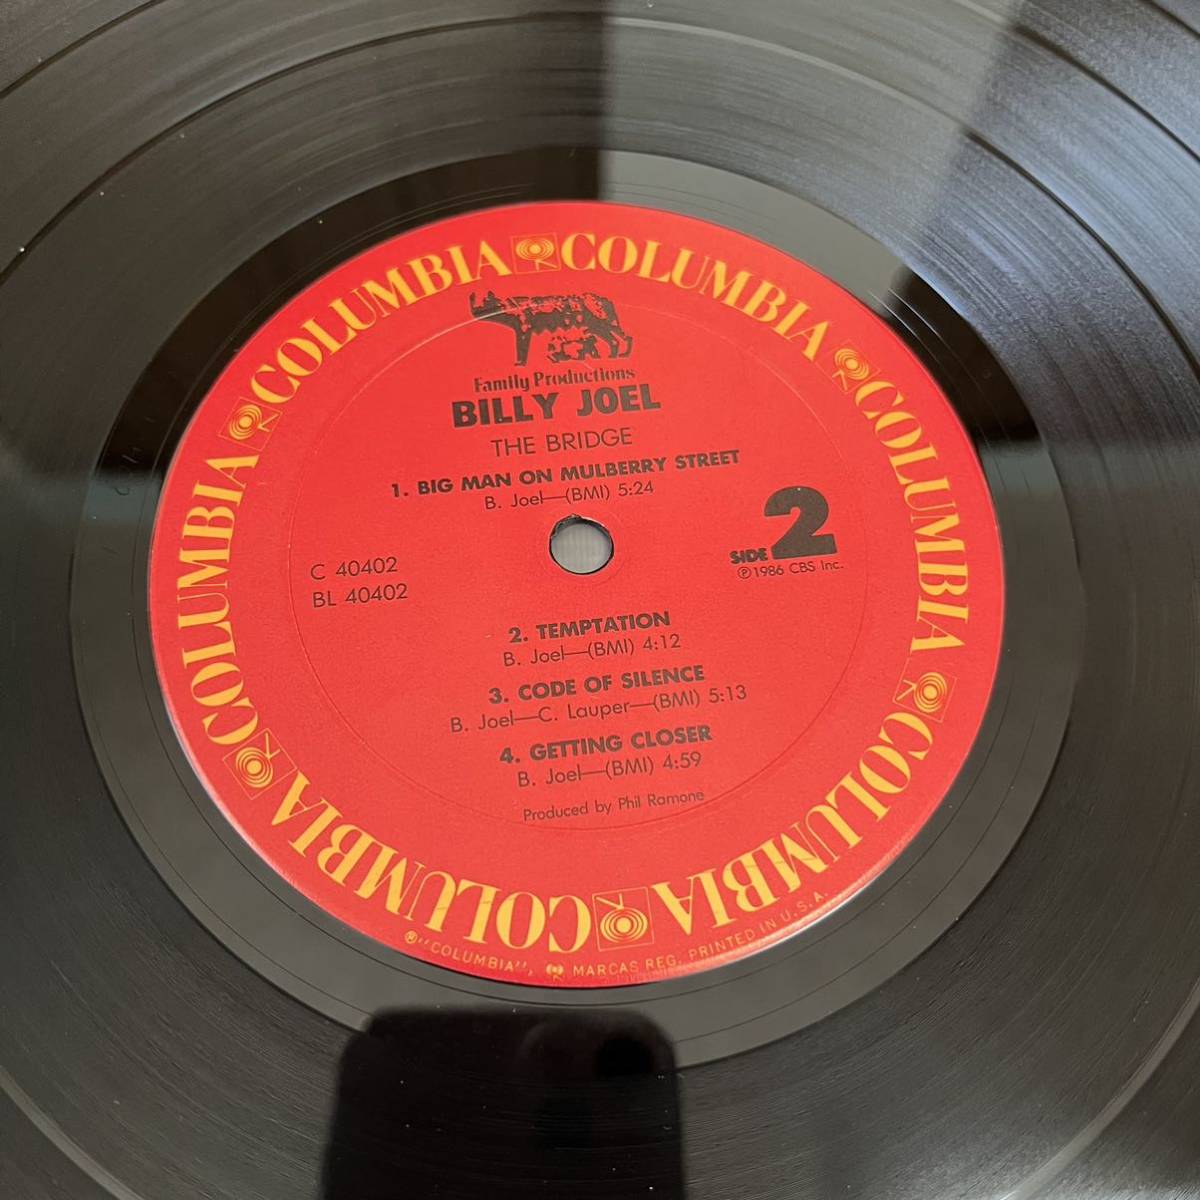 COLUMBIA COLUMBIA COLUMBIA COLUMBIA COLUMBIA COLUMBIA COLUMBIA COLUMBIA
Family Productions
BILLY JOEL
THE BRIDGE
1. BIG MAN ON MULBERRY STREET
B. Joel—(BMI) 5:24
SIDE 2
℗1986 CBS Inc.
C 40402
BL 40402
2. TEMPTATION
B. Joel—(BMI) 4:12
3. CODE OF SILENCE
B. Joel—C. Lauper—(BMI) 5:13
4. GETTING CLOSER
B. Joel—(BMI) 4:59
Produced by Phil Ramone
® "COLUMBIA", MARCAS REG. PRINTED IN U.S.A.